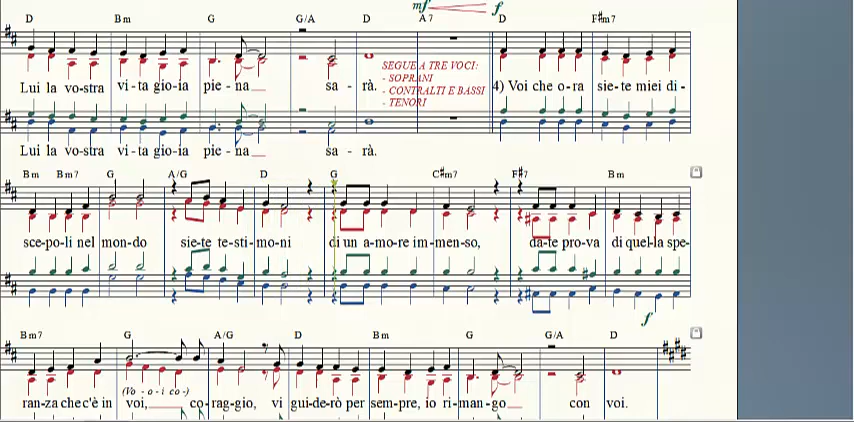 mf f
D Bm G G/A D A7 D F#m7
SEGUE A TRE VOCI:
- SOPRANI
- CONTRALTI E BASSI
- TENORI
Lui la vo-stra vi-ta gio-ia pie-na__ sa - rà. 4) Voi che o-ra sie-te miei di-
Lui la vo-stra vi-ta gio-ia pie-na__ sa - rà.
Bm Bm7 G A/G D G C#m7 F#7 Bm
sce-po-li nel mon-do sie-te te-sti-mo-ni di un a-mo-re im-men-so, da-te pro-va di quel-la spe-
f
Bm7 G A/G D Bm G G/A D
(Vo - o - i co-)
ran-za che c'è in voi,____ co-rag-gio, vi gui-de-rò per sem-pre, io ri-man-go__ con voi.